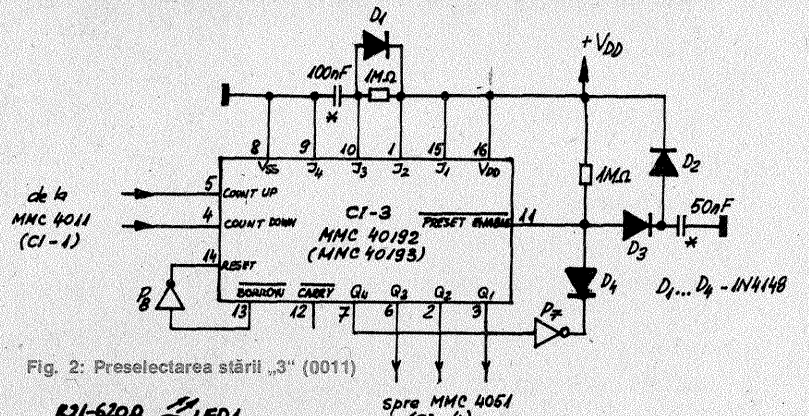 D1
+VDD
100nF
1MΩ
*
8
9
10
1
15
16
VSS
J4
J3
J2
J1
VDD
1MΩ
D2
50nF
*
D3
de la
MMC 4011
(CI-1)
5
COUNT UP
4
COUNT DOWN
CI-3
MMC 40192
(MMC 40193)
PRESET ENABLE
11
14
RESET
P8
BORROW
CARRY
Q4
Q3
Q2
Q1
13
12
7
6
2
3
P7
D4
D1...D4-1N4148
Fig. 2: Preselectarea stării „3“ (0011)
spre MMC 4051
LED1